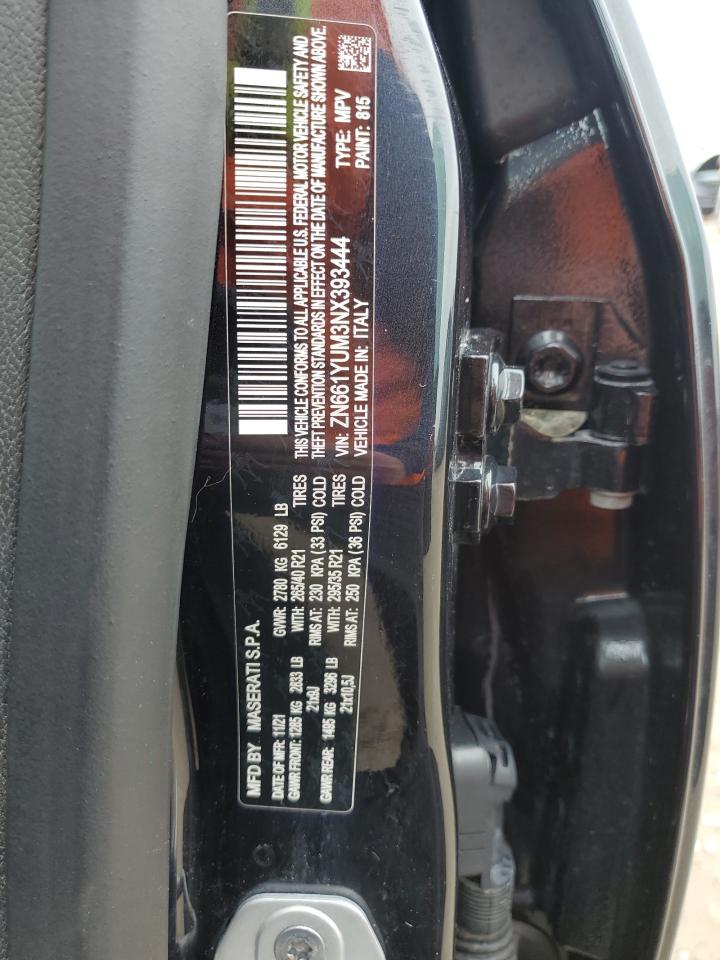 MFD BY MASERATI S.P.A.
DATE OF MFR: 11/21 GVWR: 2780 KG 6129 LB
GAWR FRONT: 1285 KG 2833 LB WITH: 265/40 R21 TIRES
21x9J RIMS AT: 230 KPA (33 PSI) COLD
GAWR REAR: 1495 KG 3296 LB WITH: 295/35 R21 TIRES
21x10,5J RIMS AT: 250 KPA (36 PSI) COLD
THIS VEHICLE CONFORMS TO ALL APPLICABLE U.S. FEDERAL MOTOR VEHICLE SAFETY AND
THEFT PREVENTION STANDARDS IN EFFECT ON THE DATE OF MANUFACTURE SHOWN ABOVE.
VIN: ZN661YUM3NX393444 TYPE: MPV
VEHICLE MADE IN: ITALY PAINT: 815